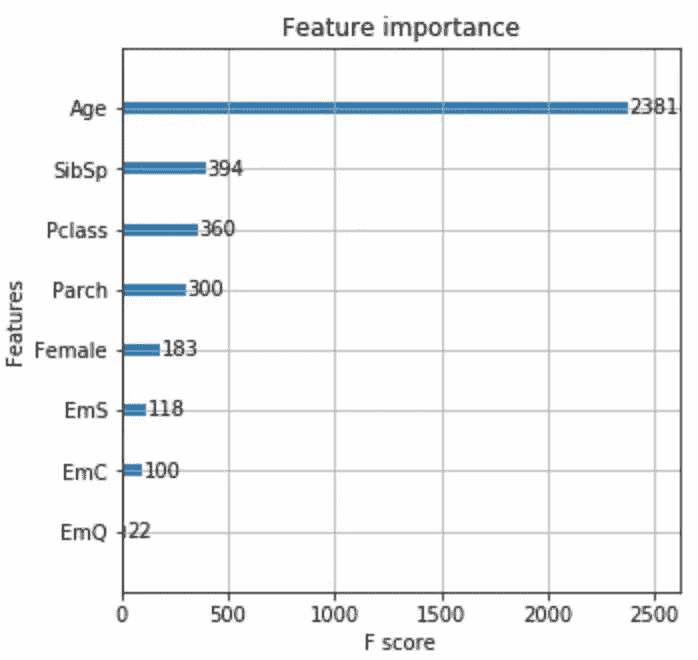 Feature importance
Age 2381
SibSp 394
Pclass 360
Parch 300
Female 183
EmS 118
EmC 100
EmQ 22
Features
0 500 1000 1500 2000 2500
F score